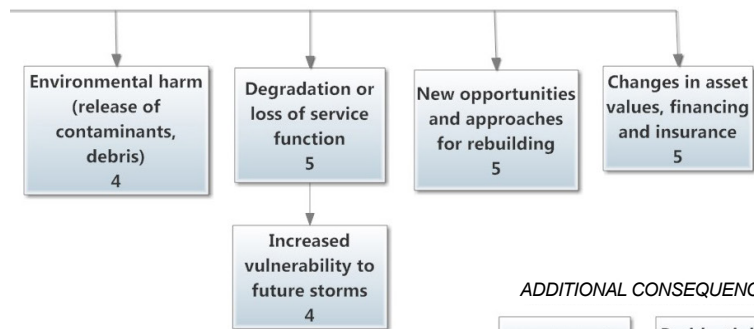 Environmental harm
(release of
contaminants,
debris)
4
Degradation or
loss of service
function
5
New opportunities
and approaches
for rebuilding
5
Changes in asset
values, financing
and insurance
5
Increased
vulnerability to
future storms
4
ADDITIONAL CONSEQUENC